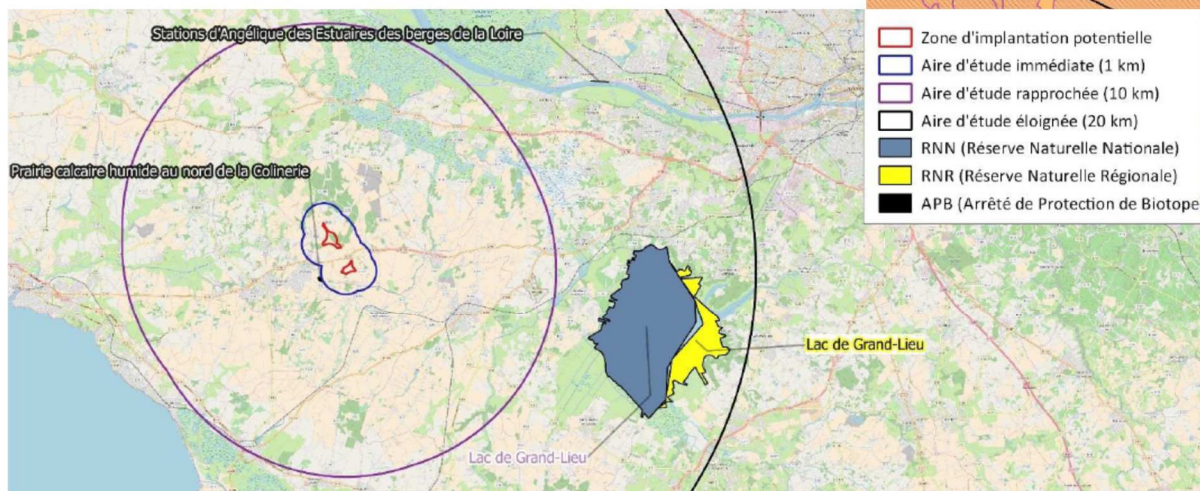 Stations d'Angélique des Estuaires des berges de la Loire
Prairie calcaire humide au nord de la Colinerie
Lac de Grand-Lieu
Lac de Grand-Lieu
Zone d'implantation potentielle
Aire d'étude immédiate (1 km)
Aire d'étude rapprochée (10 km)
Aire d'étude éloignée (20 km)
RNN (Réserve Naturelle Nationale)
RNR (Réserve Naturelle Régionale)
APB (Arrêté de Protection de Biotope